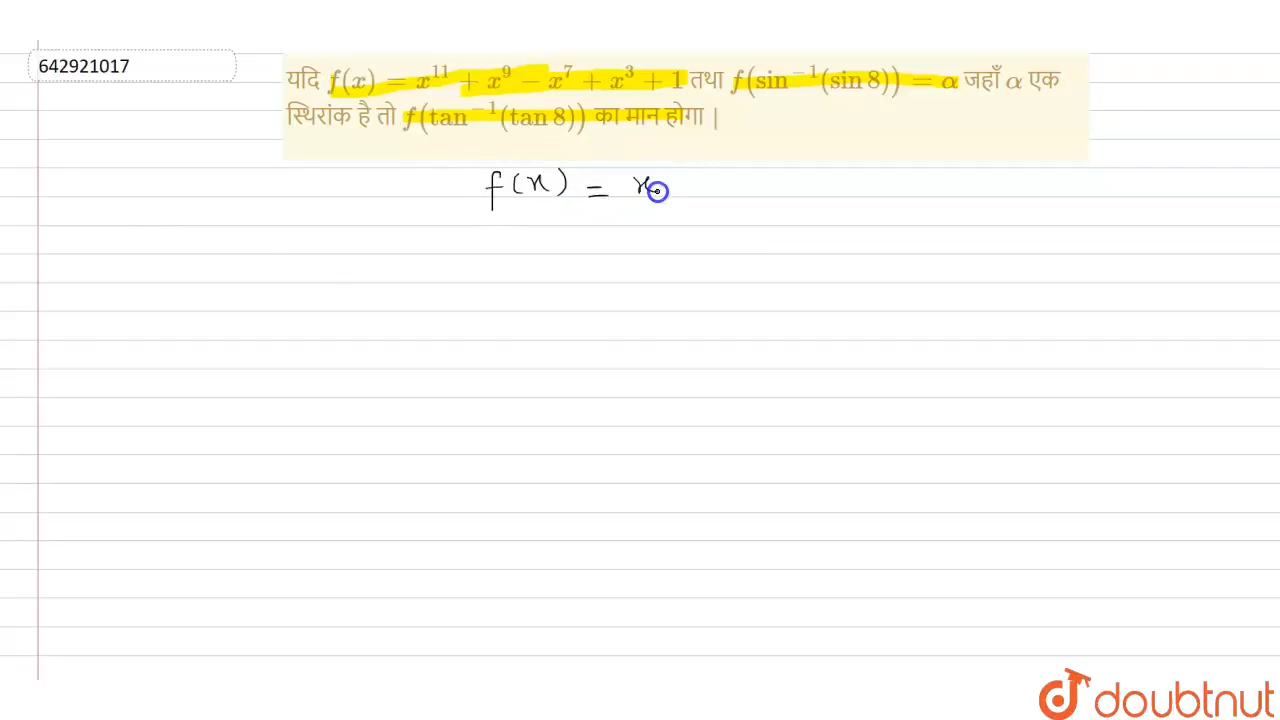 642921017
यदि f(x) = x^{11} + x^9 − x^7 + x^3 + 1 तथा f(sin^{−1}(sin 8)) = α जहाँ α एक
स्थिरांक है तो f(tan^{−1}(tan 8)) का मान होगा |
f(x) = x
doubtnut